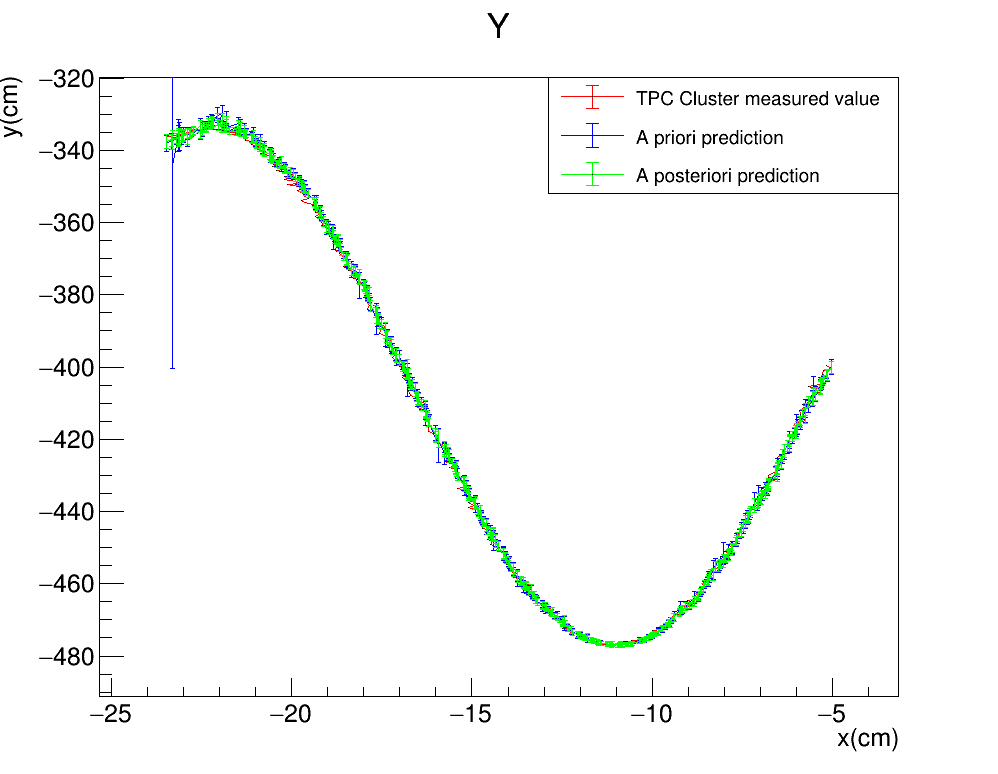 Y
y(cm)
−320
−340
−360
−380
−400
−420
−440
−460
−480
TPC Cluster measured value
A priori prediction
A posteriori prediction
−25
−20
−15
−10
−5
x(cm)